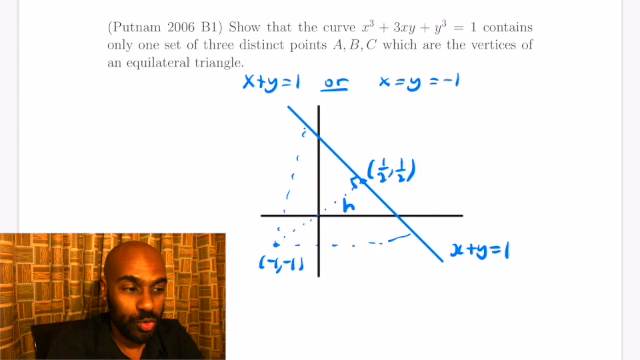 (Putnam 2006 B1) Show that the curve x³ + 3xy + y³ = 1 contains
only one set of three distinct points A, B, C which are the vertices of
an equilateral triangle.
x+y=1 or x=y=-1
(½,½)
h
(-1,-1)
x+y=1